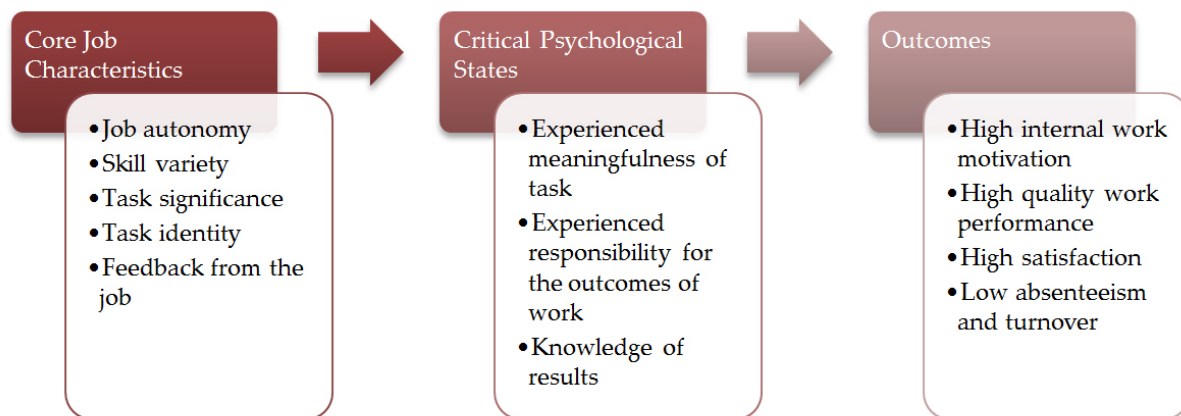 Core Job
Characteristics
•Job autonomy
•Skill variety
•Task significance
•Task identity
•Feedback from the
job
Critical Psychological
States
•Experienced
meaningfulness of
task
•Experienced
responsibility for
the outcomes of
work
•Knowledge of
results
Outcomes
•High internal work
motivation
•High quality work
performance
•High satisfaction
•Low absenteeism
and turnover